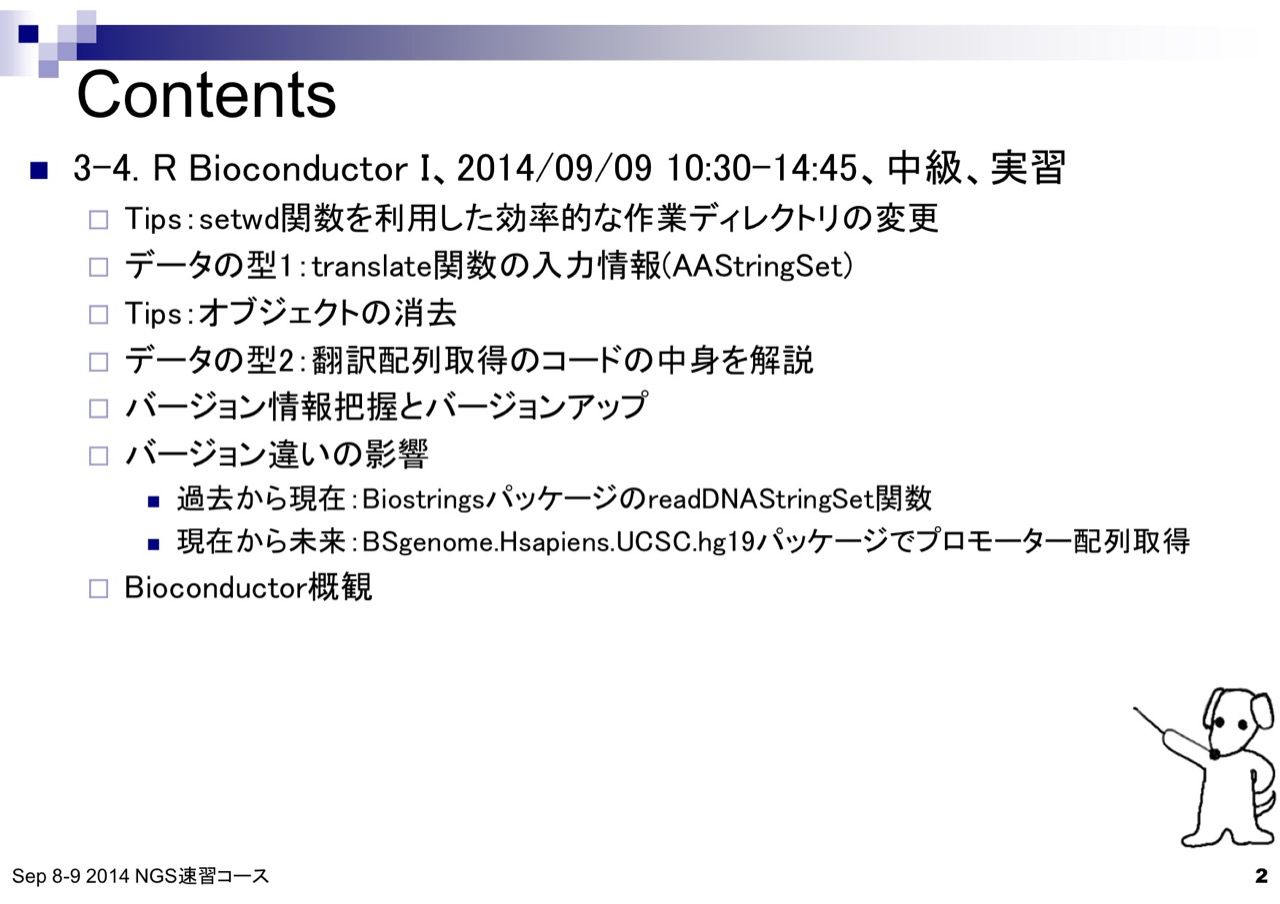 Contents
3-4. R Bioconductor I、2014/09/09 10:30-14:45、中級、実習
Tips：setwd関数を利用した効率的な作業ディレクトリの変更
データの型1：translate関数の入力情報(AAStringSet)
Tips：オブジェクトの消去
データの型2：翻訳配列取得のコードの中身を解説
バージョン情報把握とバージョンアップ
バージョン違いの影響
過去から現在：BiostringsパッケージのreadDNAStringSet関数
現在から未来：BSgenome.Hsapiens.UCSC.hg19パッケージでプロモーター配列取得
Bioconductor概観
Sep 8-9 2014 NGS速習コース
2